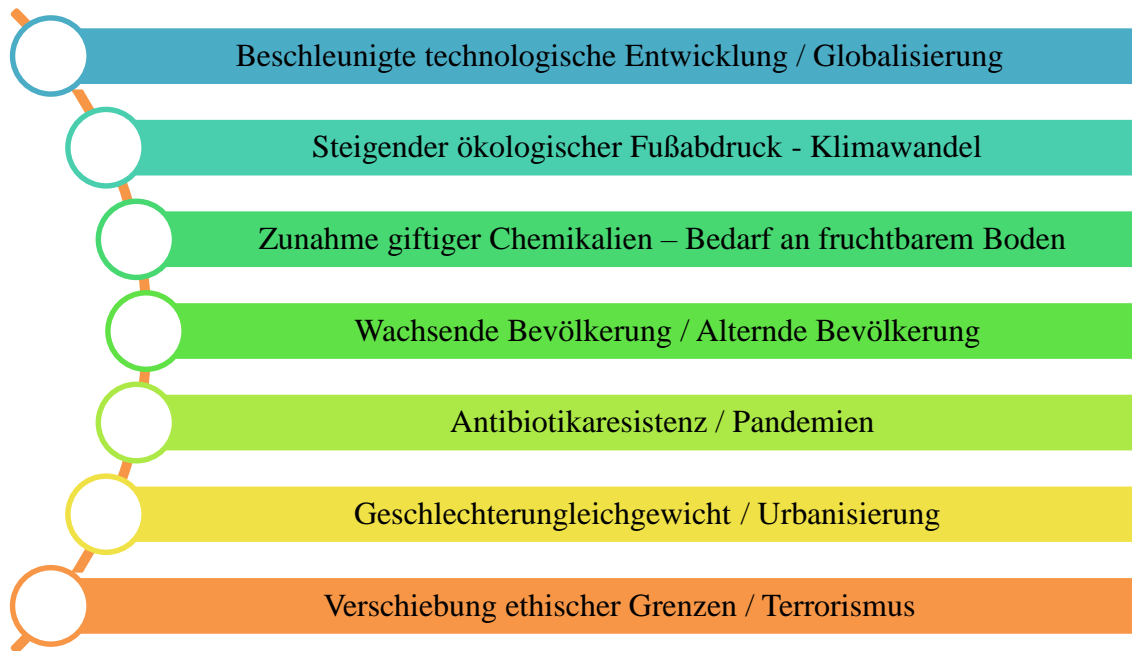 Beschleunigte technologische Entwicklung / Globalisierung
Steigender ökologischer Fußabdruck - Klimawandel
Zunahme giftiger Chemikalien – Bedarf an fruchtbarem Boden
Wachsende Bevölkerung / Alternde Bevölkerung
Antibiotikaresistenz / Pandemien
Geschlechterungleichgewicht / Urbanisierung
Verschiebung ethischer Grenzen / Terrorismus